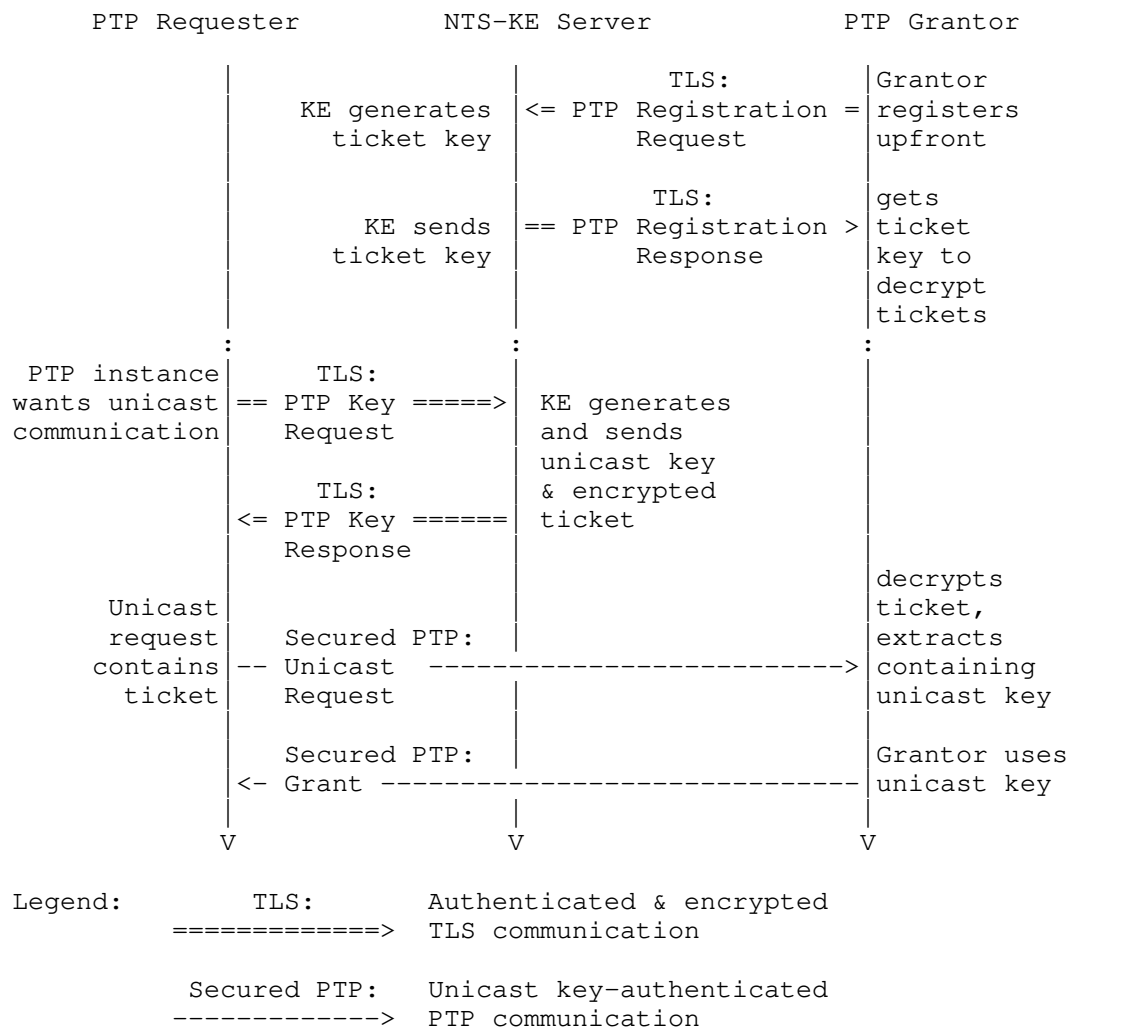 PTP Requester NTS-KE Server PTP Grantor
| | TLS: |Grantor
| KE generates |<= PTP Registration =|registers
| ticket key | Request |upfront
| | |
| | TLS: |gets
| KE sends |== PTP Registration >|ticket
| ticket key | Response |key to
| | |decrypt
| | |tickets
: : :
PTP instance| TLS: | |
wants unicast|== PTP Key =====>| KE generates |
communication| Request | and sends |
| | unicast key |
| TLS: | & encrypted |
|<= PTP Key ======| ticket |
| Response | |
| | |decrypts
Unicast| | |ticket,
request| Secured PTP: | |extracts
contains|-- Unicast -------------------------->|containing
ticket| Request | |unicast key
| | |
| Secured PTP: | |Grantor uses
|<- Grant ------------------------------|unicast key
| | |
V V V
Legend: TLS: Authenticated & encrypted
=============> TLS communication
Secured PTP: Unicast key-authenticated
-------------> PTP communication